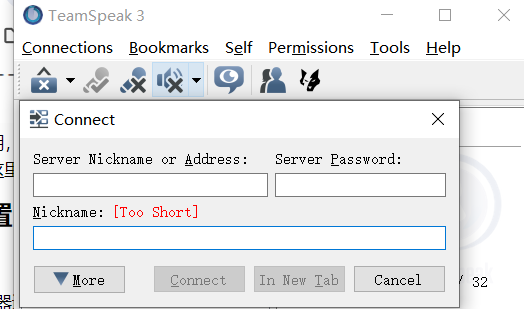 TeamSpeak 3
Connections Bookmarks Self Permissions Tools Help
Connect
Server Nickname or Address: Server Password:
Nickname: [Too Short]
More Connect In New Tab Cancel
/ 32
置